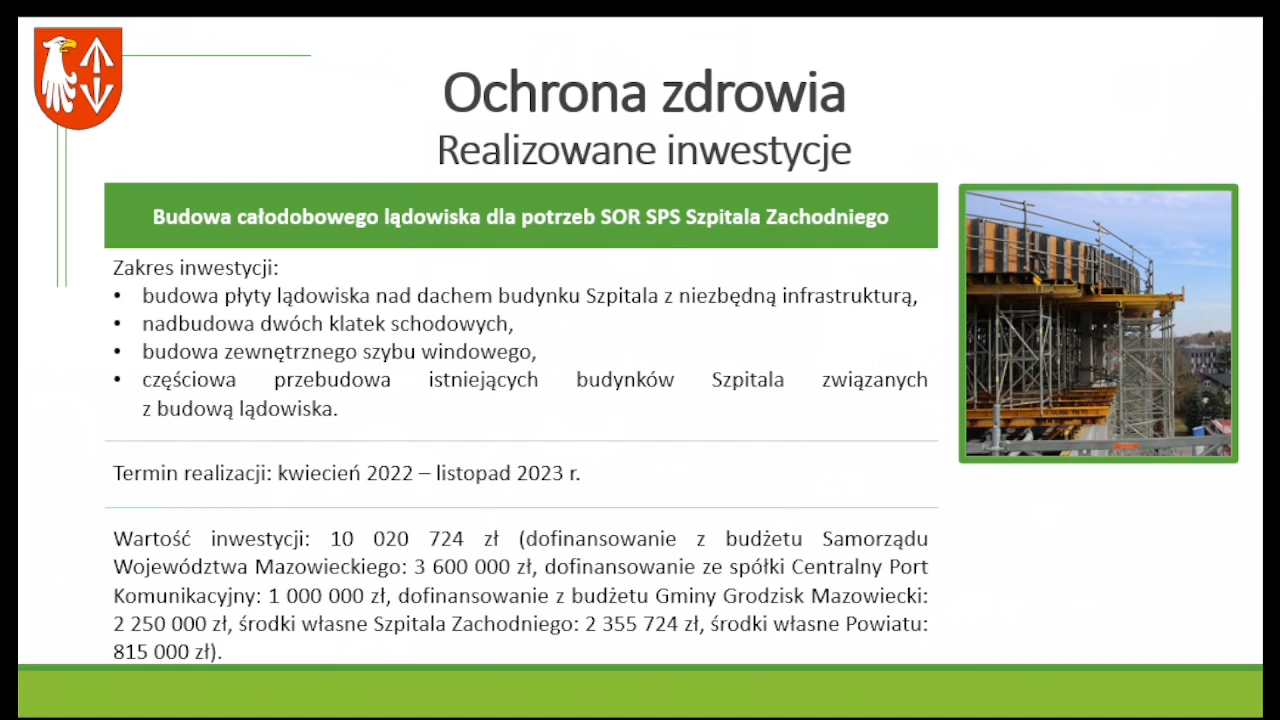 Ochrona zdrowia
Realizowane inwestycje
Budowa całodobowego lądowiska dla potrzeb SOR SPS Szpitala Zachodniego
Zakres inwestycji:
• budowa płyty lądowiska nad dachem budynku Szpitala z niezbędną infrastrukturą,
• nadbudowa dwóch klatek schodowych,
• budowa zewnętrznego szybu windowego,
• częściowa przebudowa istniejących budynków Szpitala związanych
z budową lądowiska.
Termin realizacji: kwiecień 2022 – listopad 2023 r.
Wartość inwestycji: 10 020 724 zł (dofinansowanie z budżetu Samorządu
Województwa Mazowieckiego: 3 600 000 zł, dofinansowanie ze spółki Centralny Port
Komunikacyjny: 1 000 000 zł, dofinansowanie z budżetu Gminy Grodzisk Mazowiecki:
2 250 000 zł, środki własne Szpitala Zachodniego: 2 355 724 zł, środki własne Powiatu:
815 000 zł).